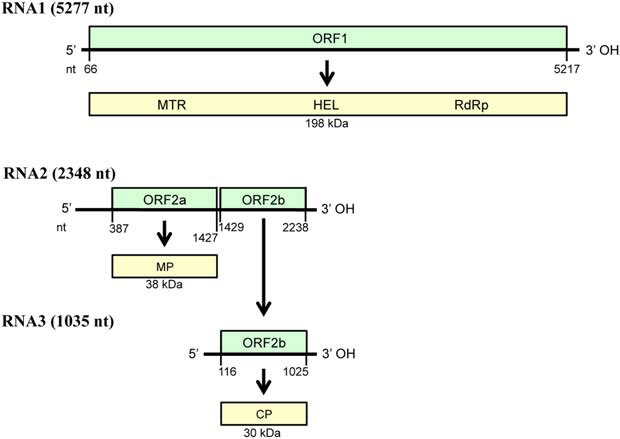 RNA1 (5277 nt)
ORF1
5’ 3’ OH
nt 66 5217
MTR HEL RdRp
198 kDa
RNA2 (2348 nt)
ORF2a ORF2b
5’ 3’ OH
nt 387 1427 1429 2238
MP
38 kDa
RNA3 (1035 nt)
ORF2b
5’ 3’ OH
116 1025
CP
30 kDa